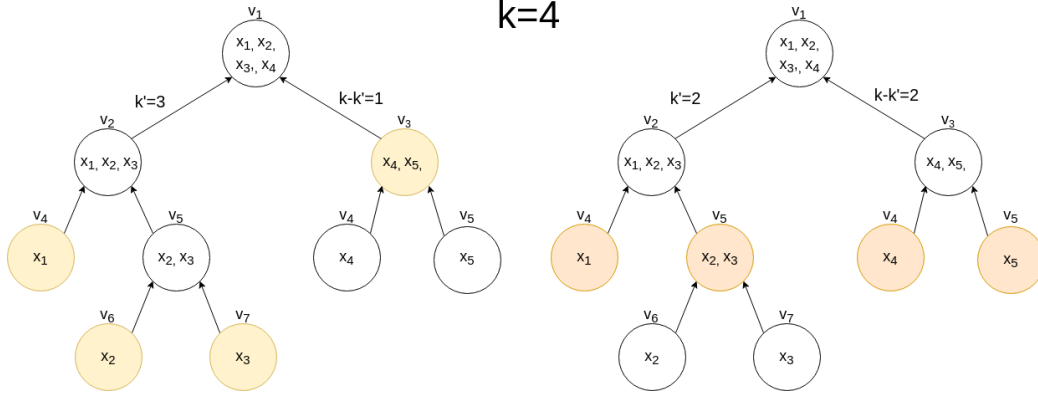 k=4
v₁
x₁, x₂,
x₃,, x₄
k'=3
k-k'=1
v₂
v₃
x₁, x₂, x₃
x₄, x₅,
v₄
v₅
v₄
v₅
x₁
x₂, x₃
x₄
x₅
v₆
v₇
x₂
x₃
v₁
x₁, x₂,
x₃,, x₄
k'=2
k-k'=2
v₂
v₃
x₁, x₂, x₃
x₄, x₅,
v₄
v₅
v₄
v₅
x₁
x₂, x₃
x₄
x₅
v₆
v₇
x₂
x₃